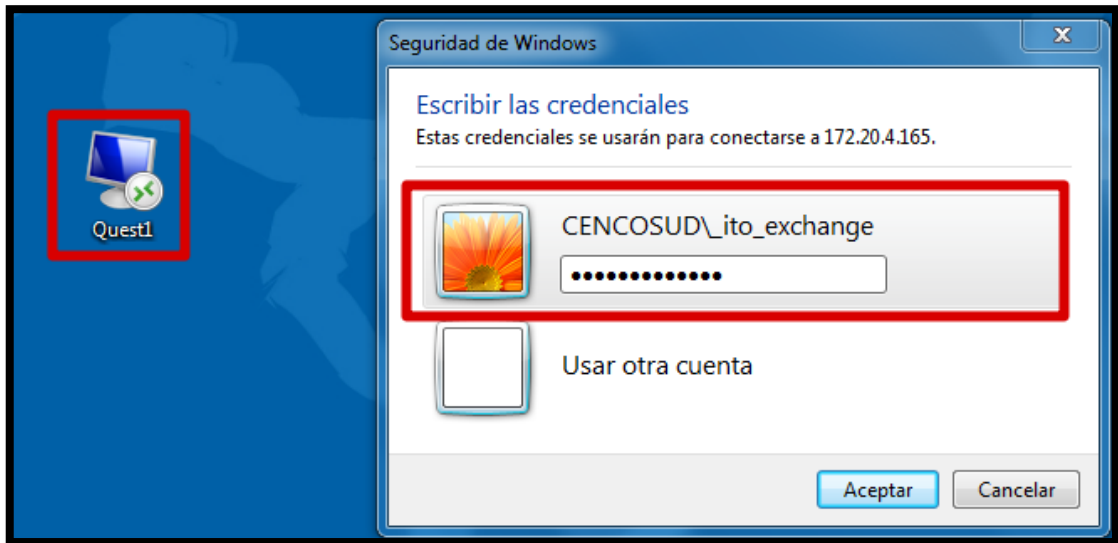 Quest1
Seguridad de Windows
X
Escribir las credenciales
Estas credenciales se usarán para conectarse a 172.20.4.165.
CENCOSUD\_ito_exchange
•••••••••••••
Usar otra cuenta
Aceptar
Cancelar